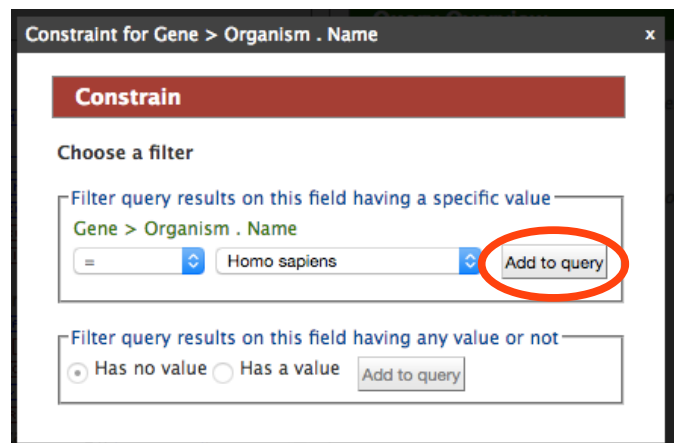 Constraint for Gene > Organism . Name x
Constrain
Choose a filter
Filter query results on this field having a specific value
Gene > Organism . Name
= Homo sapiens Add to query
Filter query results on this field having any value or not
Has no value Has a value Add to query